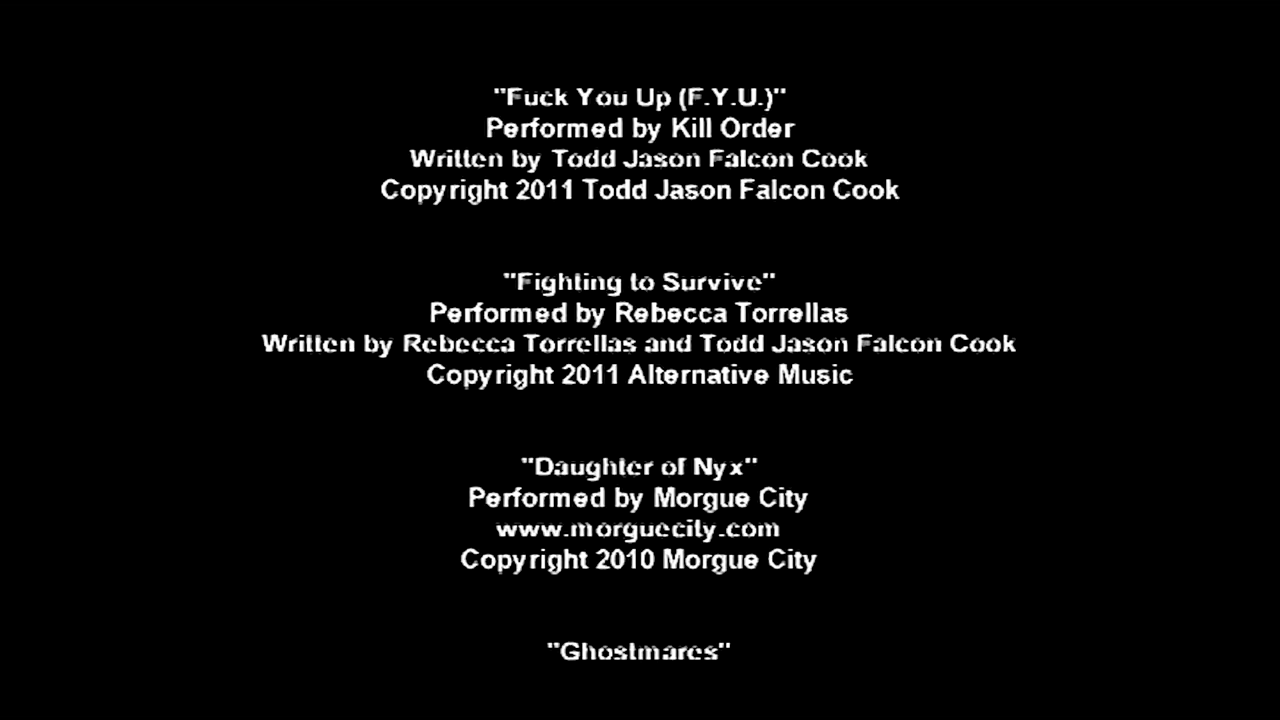 "Fuck You Up (F.Y.U.)"
Performed by Kill Order
Written by Todd Jason Falcon Cook
Copyright 2011 Todd Jason Falcon Cook
"Fighting to Survive"
Performed by Rebecca Torrellas
Written by Rebecca Torrellas and Todd Jason Falcon Cook
Copyright 2011 Alternative Music
"Daughter of Nyx"
Performed by Morgue City
www.morguecity.com
Copyright 2010 Morgue City
"Ghostmares"